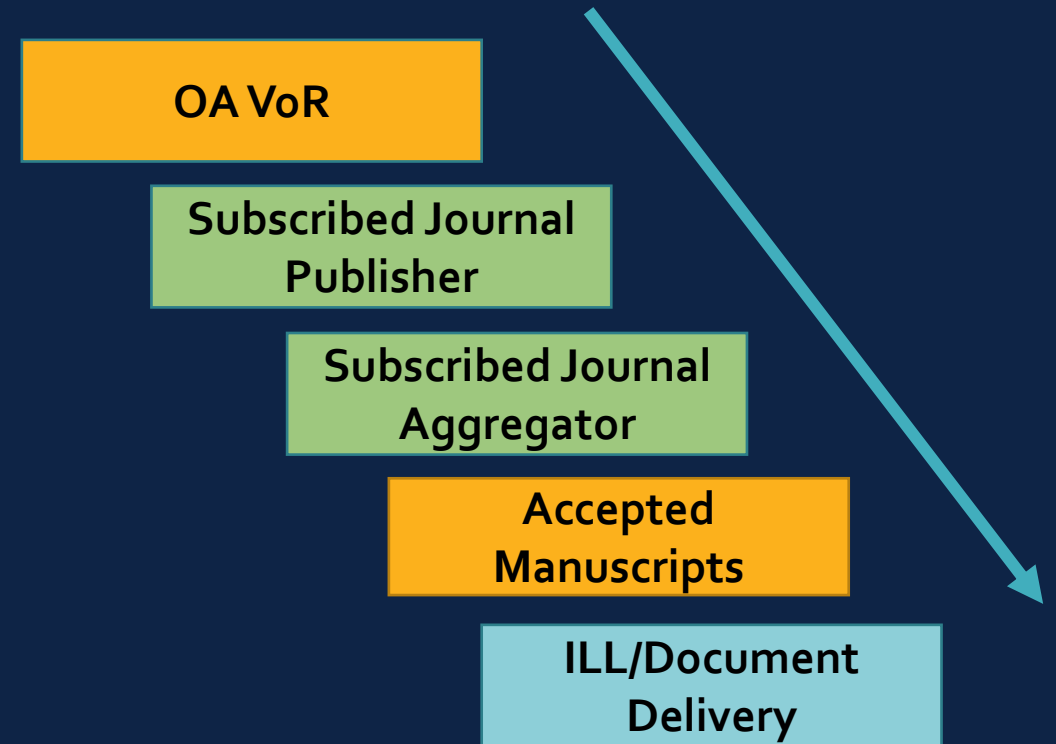 OA VoR
Subscribed Journal
Publisher
Subscribed Journal
Aggregator
Accepted
Manuscripts
ILL/Document
Delivery